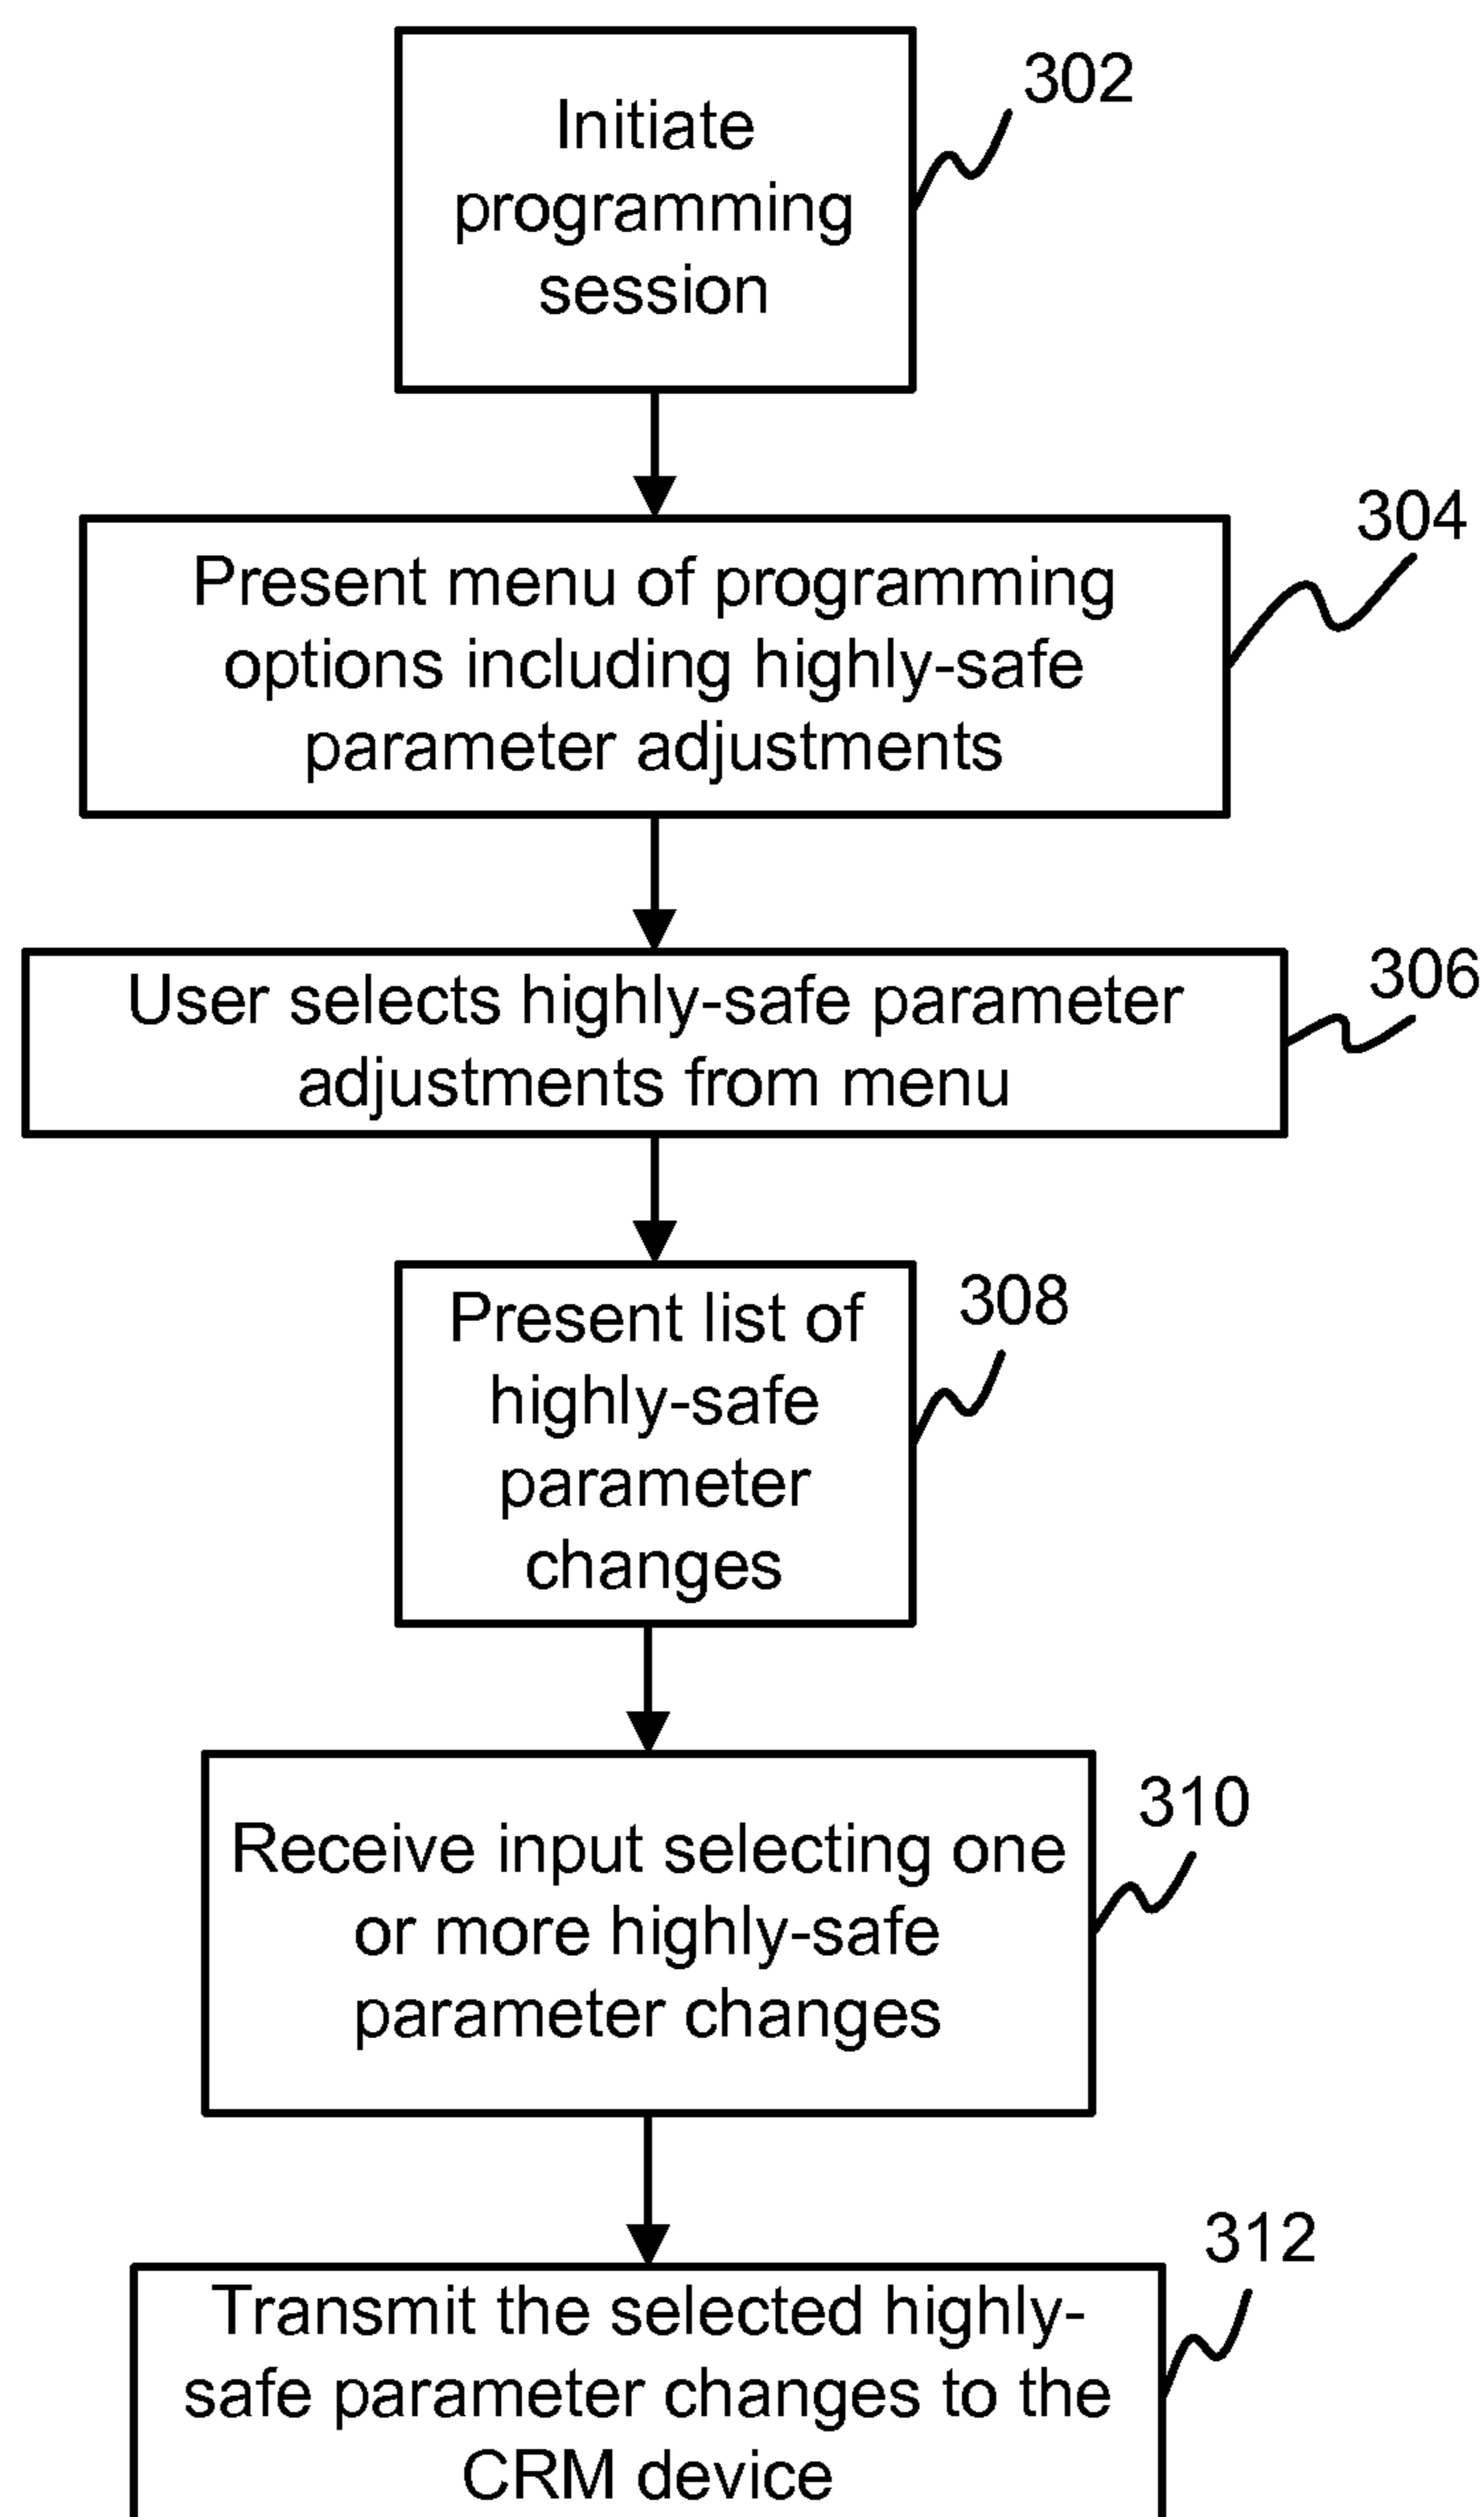 302
Initiate
programming
session
304
Present menu of programming
options including highly-safe
parameter adjustments
306
User selects highly-safe parameter
adjustments from menu
308
Present list of
highly-safe
parameter
changes
310
Receive input selecting one
or more highly-safe
parameter changes
312
Transmit the selected highly-
safe parameter changes to the
CRM device